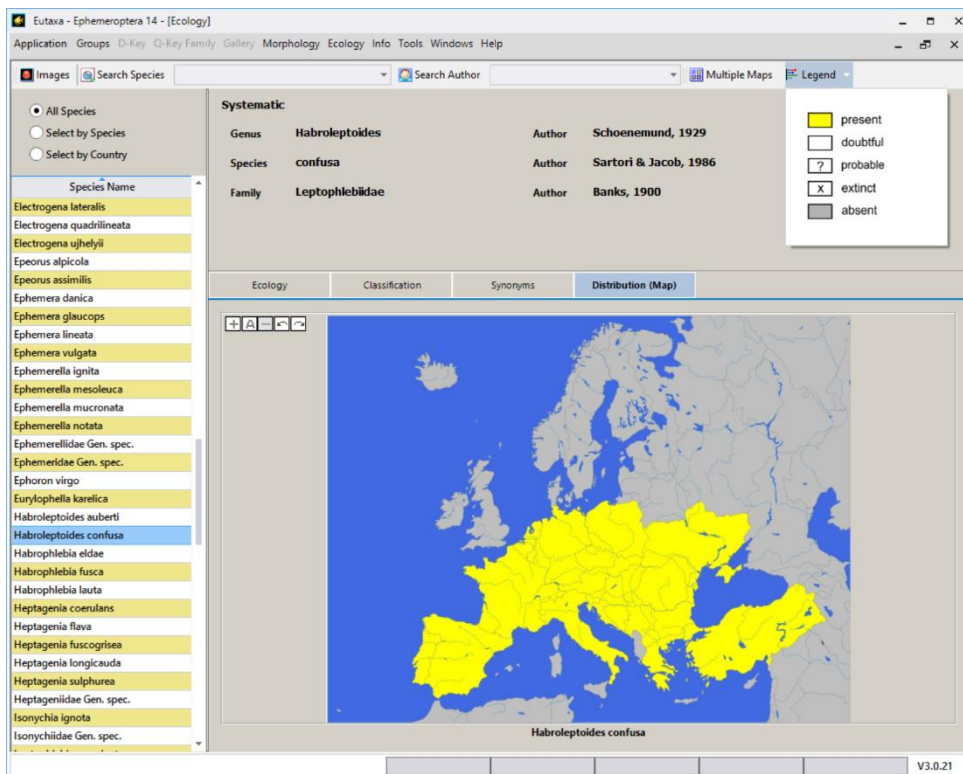 Eutaxa - Ephemeroptera 14 - [Ecology]
Application Groups D-Key Q-Key Family Gallery Morphology Ecology Info Tools Windows Help
Images Search Species Search Author Multiple Maps Legend
All Species
Select by Species
Select by Country
Systematic
Genus Habroleptoides Author Schoenemund, 1929
Species confusa Author Sartori & Jacob, 1986
Family Leptophlebiidae Author Banks, 1900
present
doubtful
? probable
x extinct
absent
Species Name
Electrogena lateralis
Electrogena quadrilineata
Electrogena ujhelyii
Epeorus alpicola
Epeorus assimilis
Ephemera danica
Ephemera glaucops
Ephemera lineata
Ephemera vulgata
Ephemerella ignita
Ephemerella mesoleuca
Ephemerella mucronata
Ephemerella notata
Ephemerellidae Gen. spec.
Ephemeridae Gen. spec.
Ephoron virgo
Eurylophella karelica
Habroleptoides auberti
Habroleptoides confusa
Habrophlebia eldae
Habrophlebia fusca
Habrophlebia lauta
Heptagenia coerulans
Heptagenia flava
Heptagenia fuscogrisea
Heptagenia longicauda
Heptagenia sulphurea
Heptageniidae Gen. spec.
Isonychia ignota
Isonychiidae Gen. spec.
Ecology Classification Synonyms Distribution (Map)
A
Habroleptoides confusa
V3.0.21